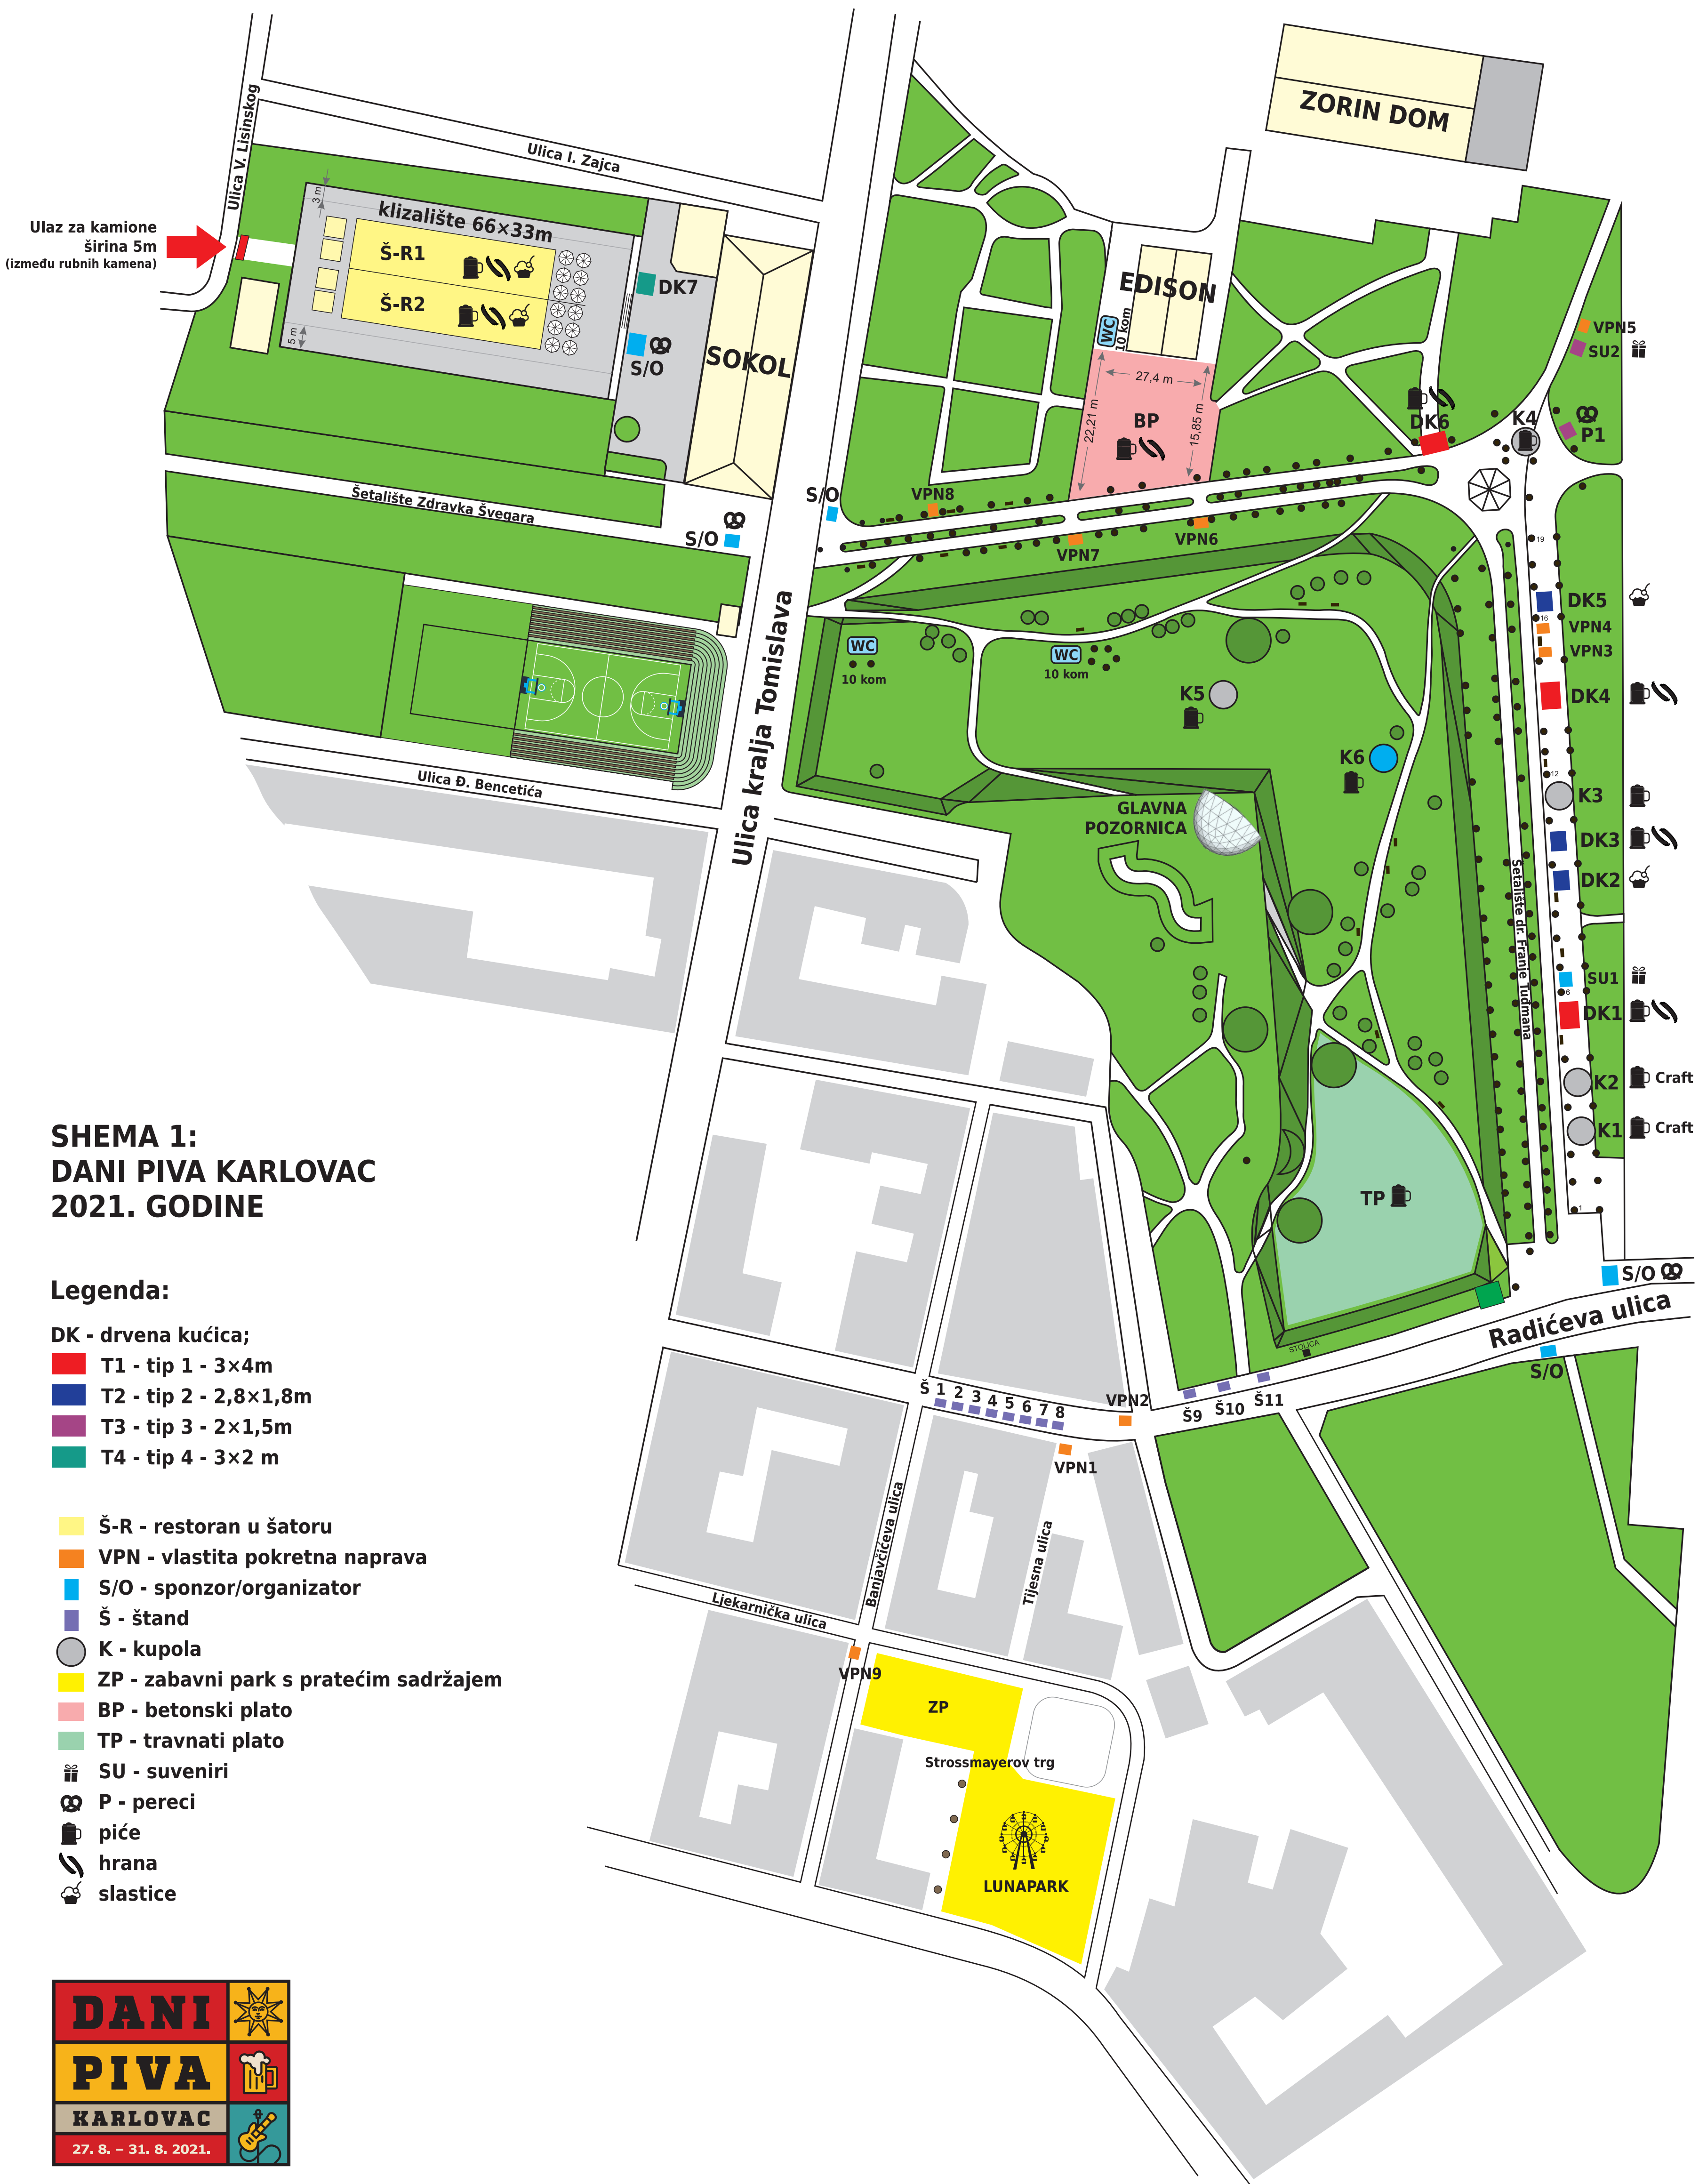 ZORIN DOM
Ulica V. Lisinskog
Ulica I. Zajca
3 m
klizalište 66×33m
Ulaz za kamione
širina 5m
(između rubnih kamena)
Š-R1
Š-R2
5 m
DK7
S/O
SOKOL
EDISON
WC
10 kom
27,4 m
22,21 m
15,85 m
BP
VPN5
SU2
DK6
K4
P1
Šetalište Zdravka Švegara
S/O
S/O
VPN8
VPN7
VPN6
19
DK5
16
VPN4
VPN3
DK4
WC
10 kom
WC
10 kom
K5
K6
12
K3
DK3
DK2
Ulica Đ. Bencetića
Ulica kralja Tomislava
GLAVNA
POZORNICA
Šetalište dr. Franje Tuđmana
SU1
6
DK1
K2
Craft
K1
Craft
TP
1
S/O
Radićeva ulica
STOLICA
S/O
SHEMA 1:
DANI PIVA KARLOVAC
2021. GODINE
Legenda:
DK - drvena kućica;
T1 - tip 1 - 3×4m
T2 - tip 2 - 2,8×1,8m
T3 - tip 3 - 2×1,5m
T4 - tip 4 - 3×2 m
Š-R - restoran u šatoru
VPN - vlastita pokretna naprava
S/O - sponzor/organizator
Š - štand
K - kupola
ZP - zabavni park s pratećim sadržajem
BP - betonski plato
TP - travnati plato
SU - suveniri
P - pereci
piće
hrana
slastice
Š 1 2 3 4 5 6 7 8
VPN2
Š9
Š10
Š11
VPN1
Banjavčićeva ulica
Tijesna ulica
Ljekarnička ulica
VPN9
ZP
Strossmayerov trg
LUNAPARK
DANI
PIVA
KARLOVAC
27. 8. – 31. 8. 2021.